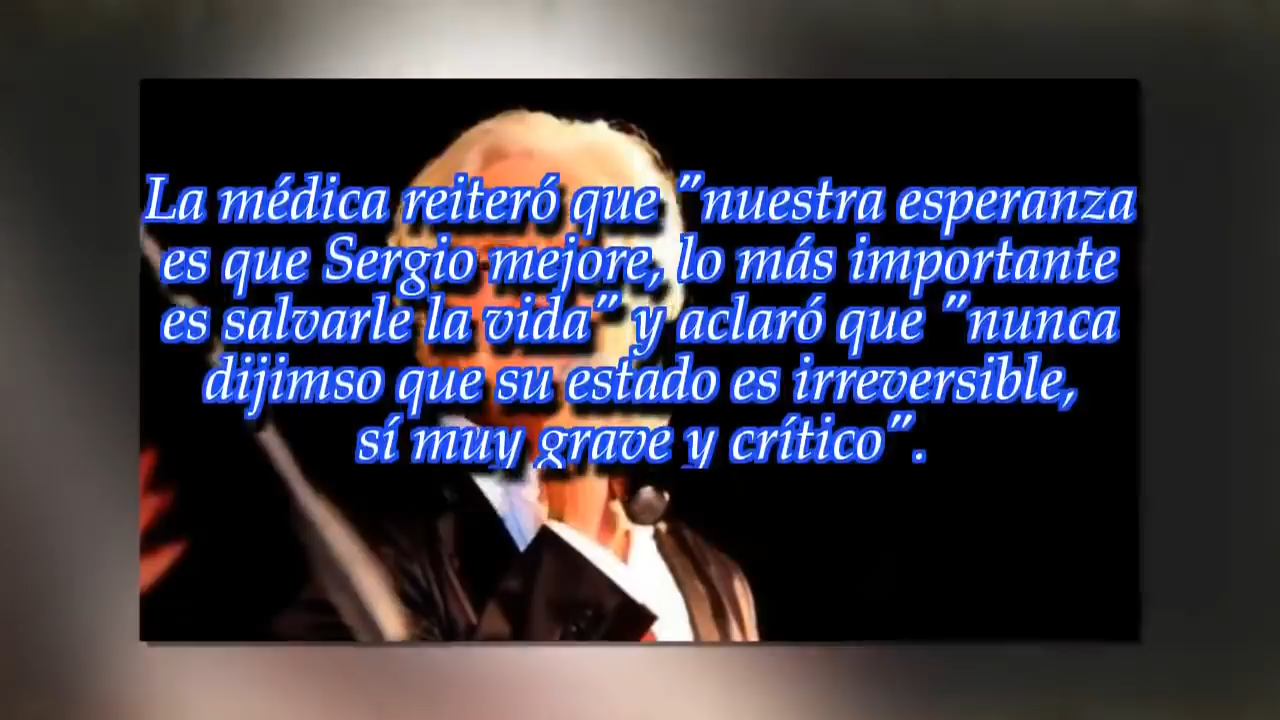 La médica reiteró que "nuestra esperanza
es que Sergio mejore, lo más importante
es salvarle la vida" y aclaró que "nunca
dijimso que su estado es irreversible,
sí muy grave y crítico".